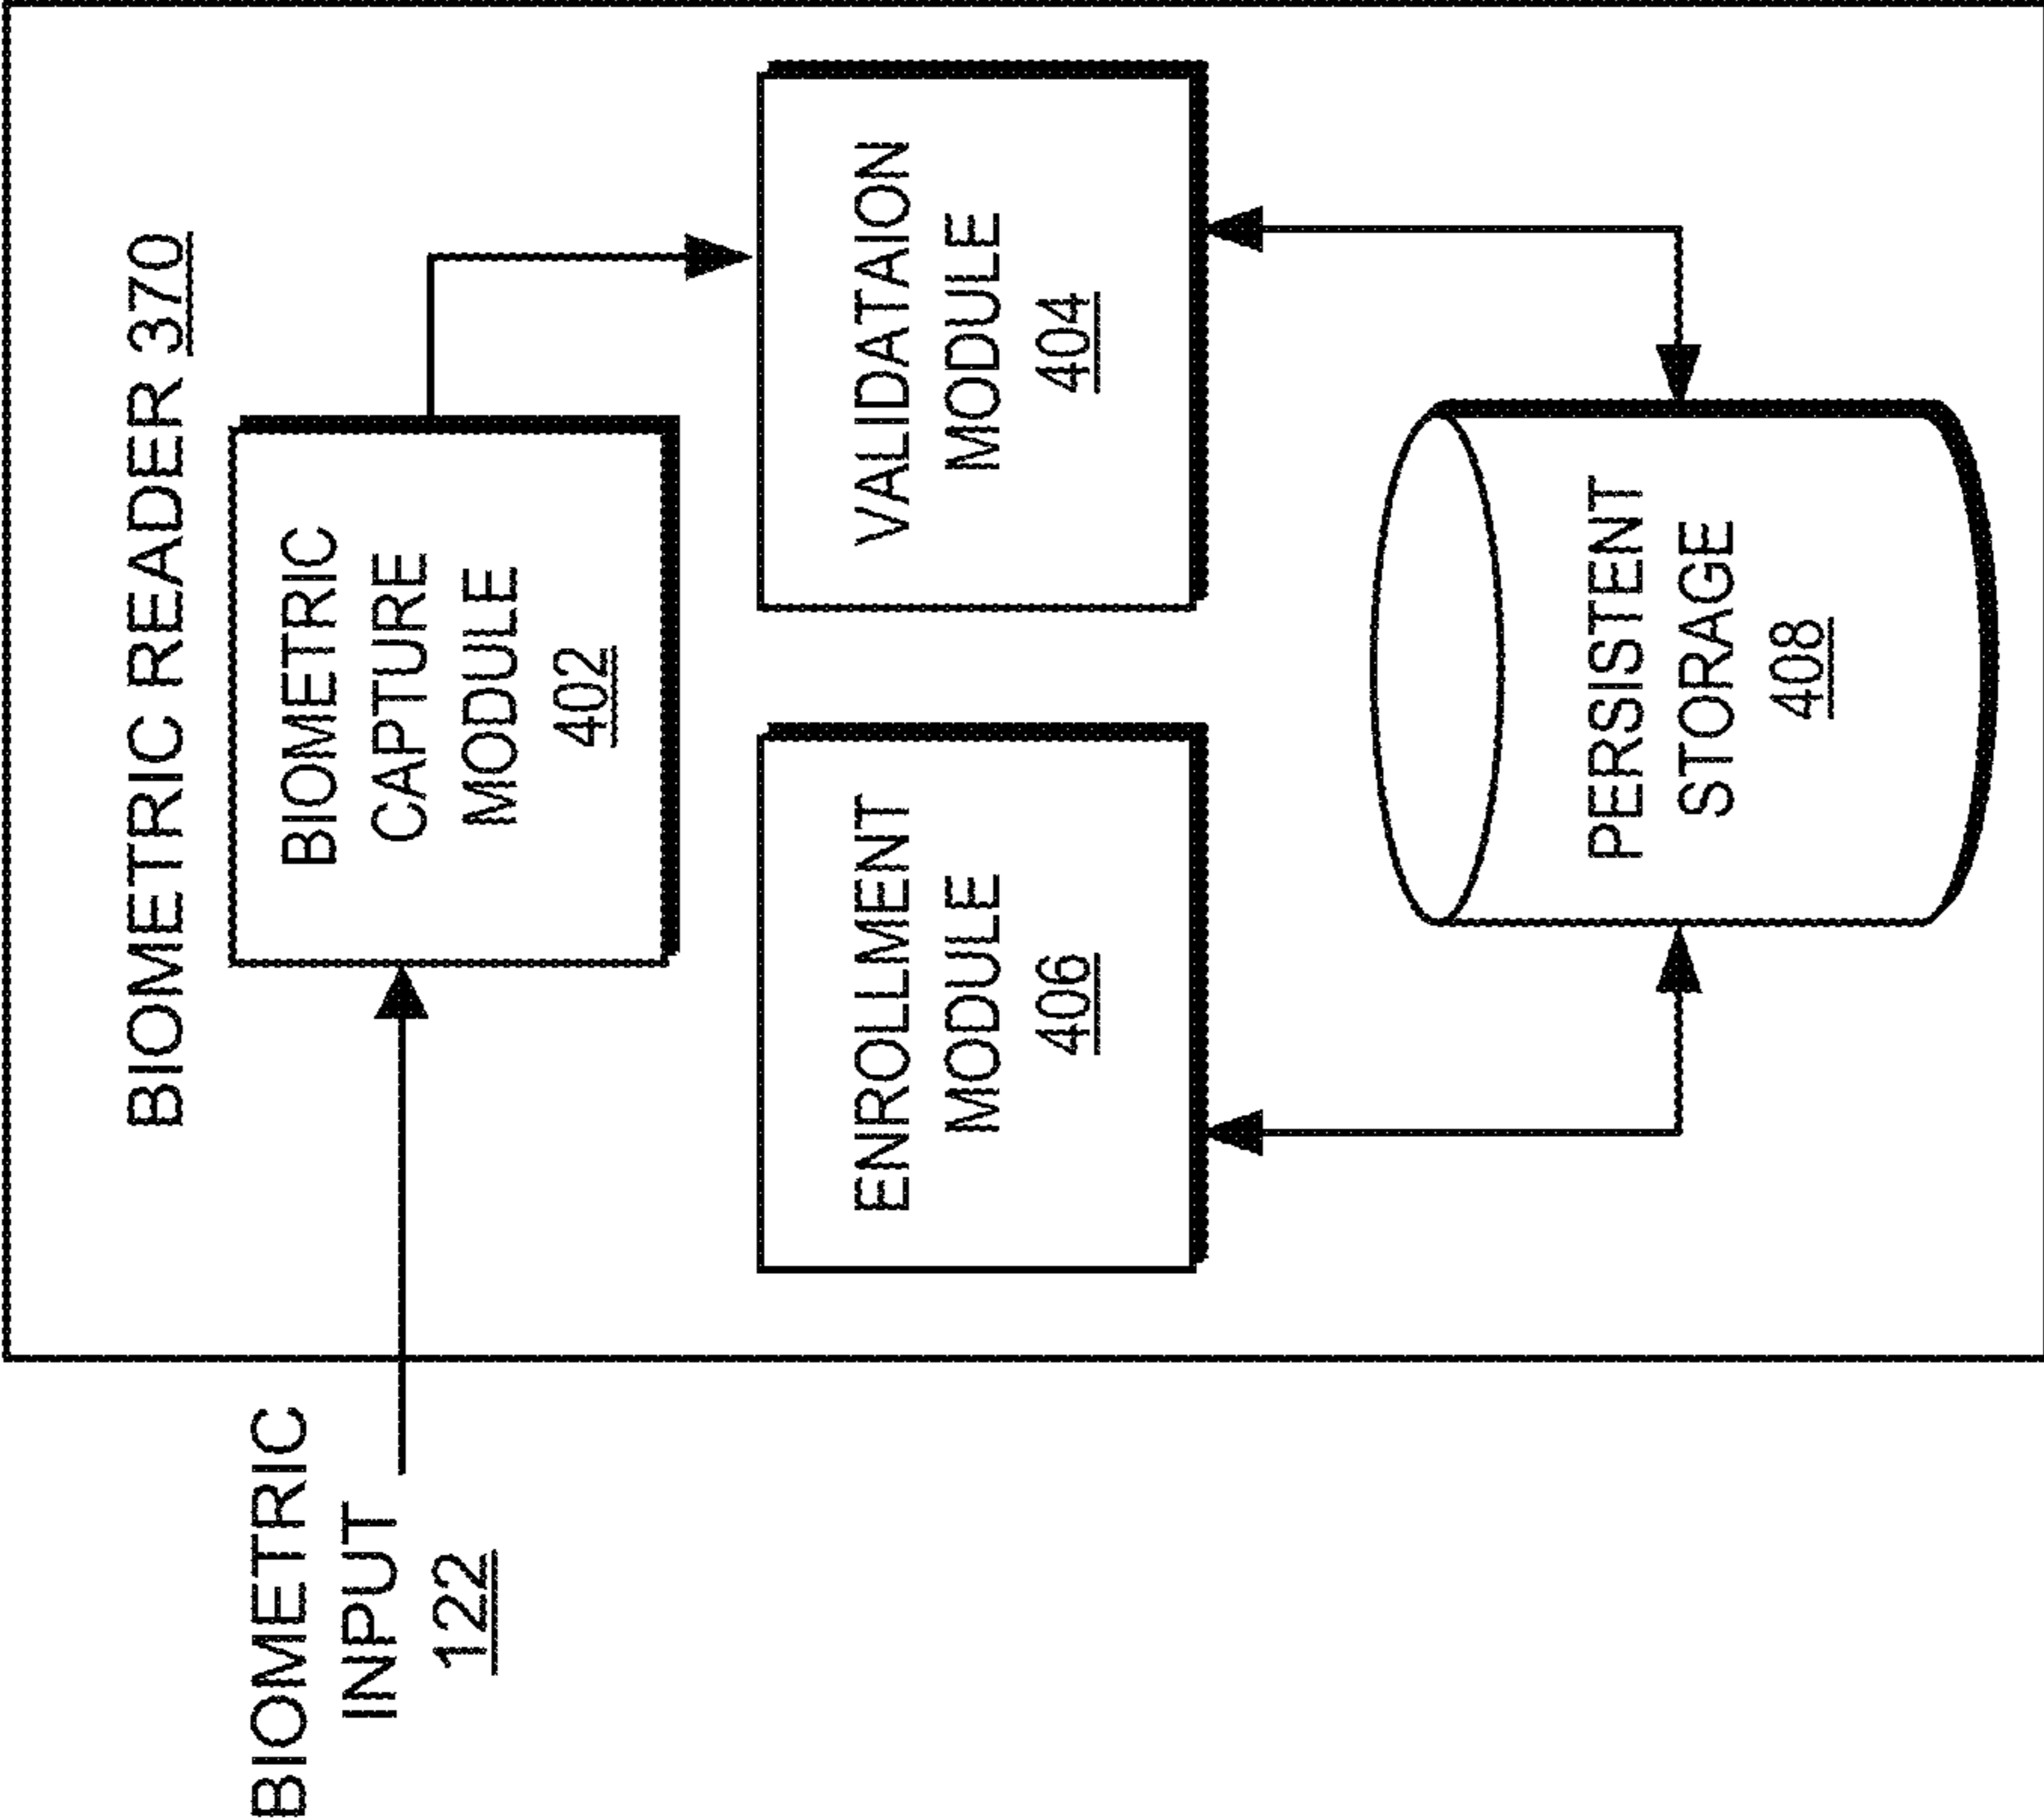 BIOMETRIC READER 370
BIOMETRIC
INPUT
122
BIOMETRIC
CAPTURE
MODULE
402
ENROLLMENT
MODULE
406
VALIDATAION
MODULE
404
PERSISTENT
STORAGE
408